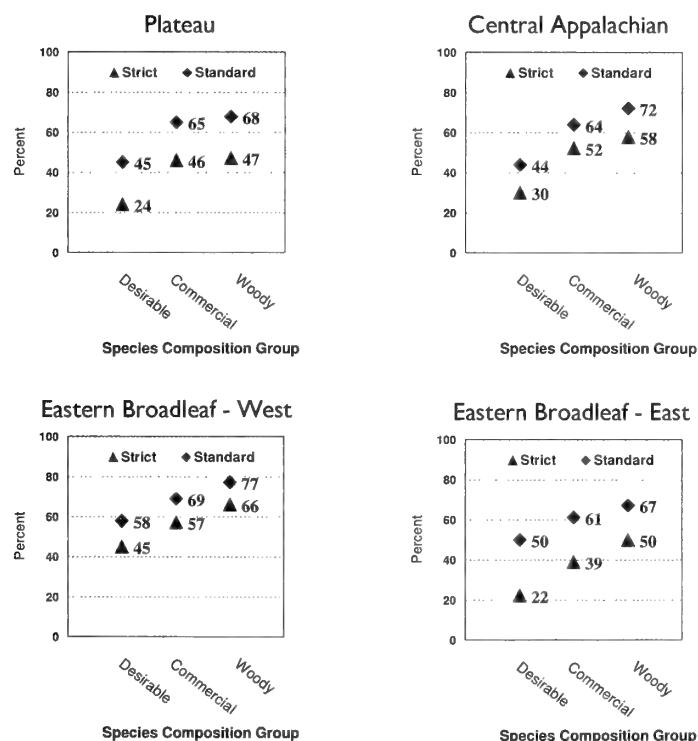 Plateau
100
80
60
40
20
0
Percent
▲ Strict ◆ Standard
45
24
65
46
68
47
Desirable
Commercial
Woody
Species Composition Group
Central Appalachian
100
80
60
40
20
0
Percent
▲ Strict ◆ Standard
44
30
64
52
72
58
Desirable
Commercial
Woody
Species Composition Group
Eastern Broadleaf - West
100
80
60
40
20
0
Percent
▲ Strict ◆ Standard
58
45
69
57
77
66
Desirable
Commercial
Woody
Species Composition Group
Eastern Broadleaf - East
100
80
60
40
20
0
Percent
▲ Strict ◆ Standard
50
22
61
39
67
50
Desirable
Commercial
Woody
Species Composition Group